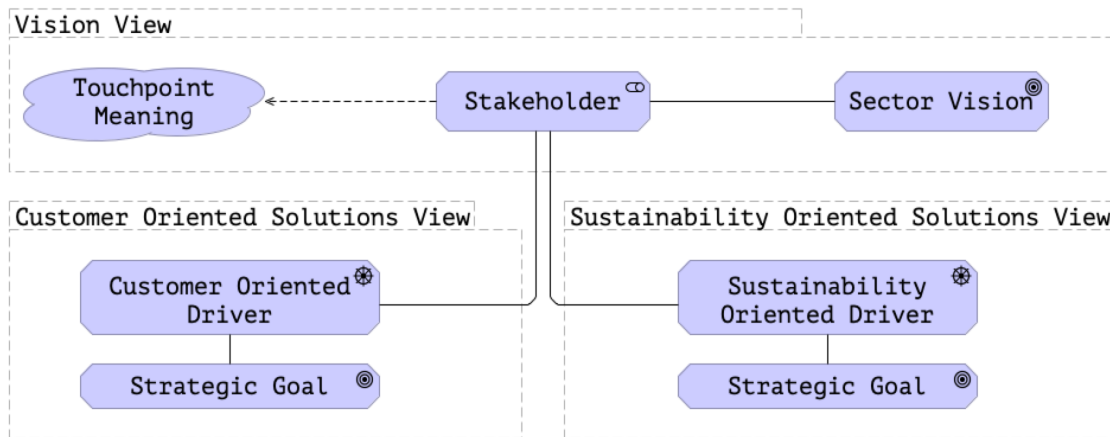 Vision View
Touchpoint
Meaning
Stakeholder
Sector Vision
Customer Oriented Solutions View
Sustainability Oriented Solutions View
Customer Oriented
Driver
Sustainability
Oriented Driver
Strategic Goal
Strategic Goal